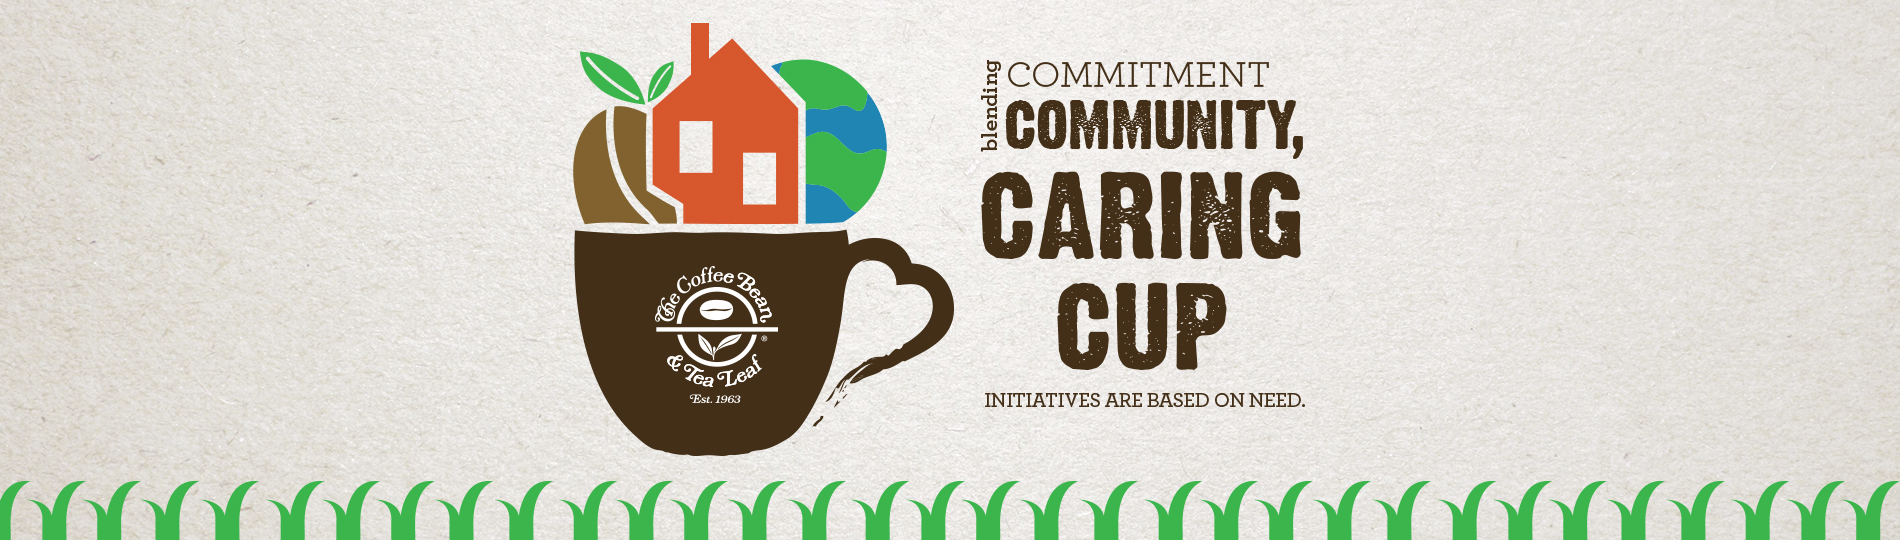 The Coffee Bean
& Tea Leaf
®
Est. 1963
blending
COMMITMENT
COMMUNITY,
CARING
CUP
INITIATIVES ARE BASED ON NEED.